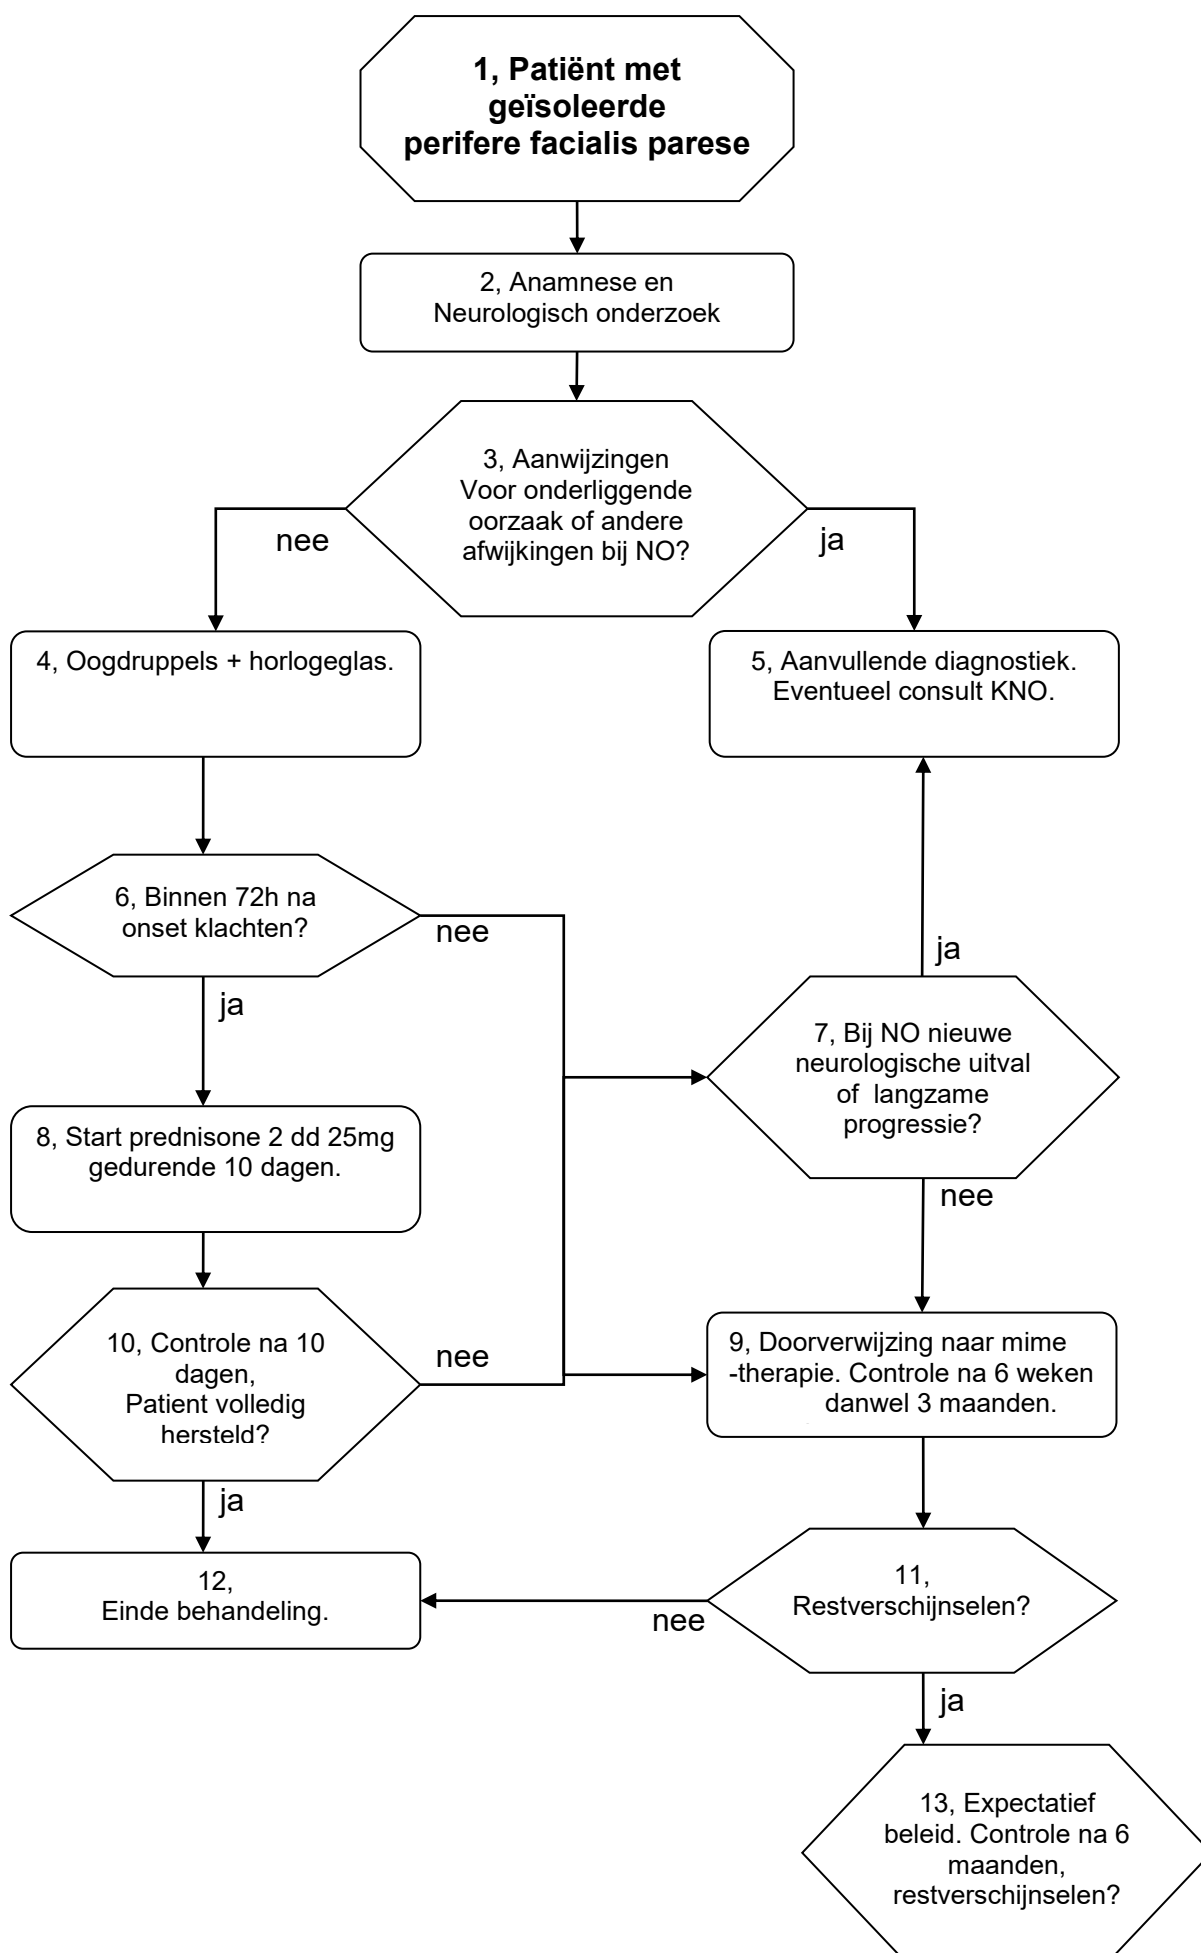 1, Patiënt met
geïsoleerde
perifere facialis parese
2, Anamnese en
Neurologisch onderzoek
3, Aanwijzingen
Voor onderliggende
oorzaak of andere
afwijkingen bij NO?
nee
ja
4, Oogdruppels + horlogeglas.
5, Aanvullende diagnostiek.
Eventueel consult KNO.
6, Binnen 72h na
onset klachten?
nee
ja
ja
7, Bij NO nieuwe
neurologische uitval
of langzame
progressie?
nee
8, Start prednisone 2 dd 25mg
gedurende 10 dagen.
10, Controle na 10
dagen,
Patient volledig
hersteld?
nee
ja
9, Doorverwijzing naar mime
-therapie. Controle na 6 weken
danwel 3 maanden.
12,
Einde behandeling.
11,
Restverschijnselen?
nee
ja
13, Expectatief
beleid. Controle na 6
maanden,
restverschijnselen?